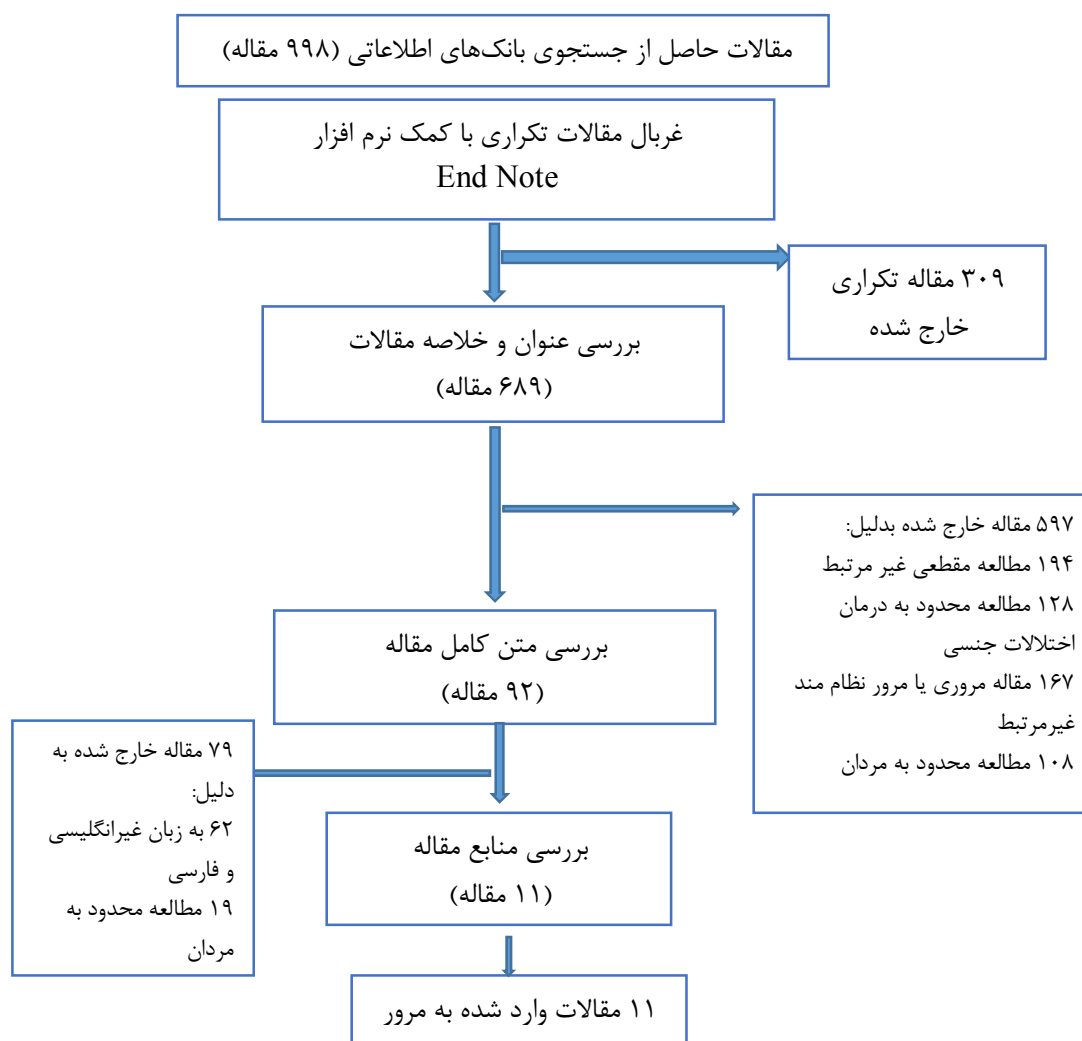 مقالات حاصل از جستجوی بانک‌های اطلاعاتی (۹۹۸ مقاله)
غربال مقالات تکراری با کمک نرم افزار
End Note
۳۰۹ مقاله تکراری
خارج شده
بررسی عنوان و خلاصه مقالات
(۶۸۹ مقاله)
۵۹۷ مقاله خارج شده بدلیل:
۱۹۴ مطالعه مقطعی غیر مرتبط
۱۲۸ مطالعه محدود به درمان
اختلالات جنسی
۱۶۷ مقاله مروری یا مرور نظام مند
غیرمرتبط
۱۰۸ مطالعه محدود به مردان
بررسی متن کامل مقاله
(۹۲ مقاله)
۷۹ مقاله خارج شده به
دلیل:
۶۲ به زبان غیرانگلیسی
و فارسی
۱۹ مطالعه محدود به
مردان
بررسی منابع مقاله
(۱۱ مقاله)
۱۱ مقالات وارد شده به مرور